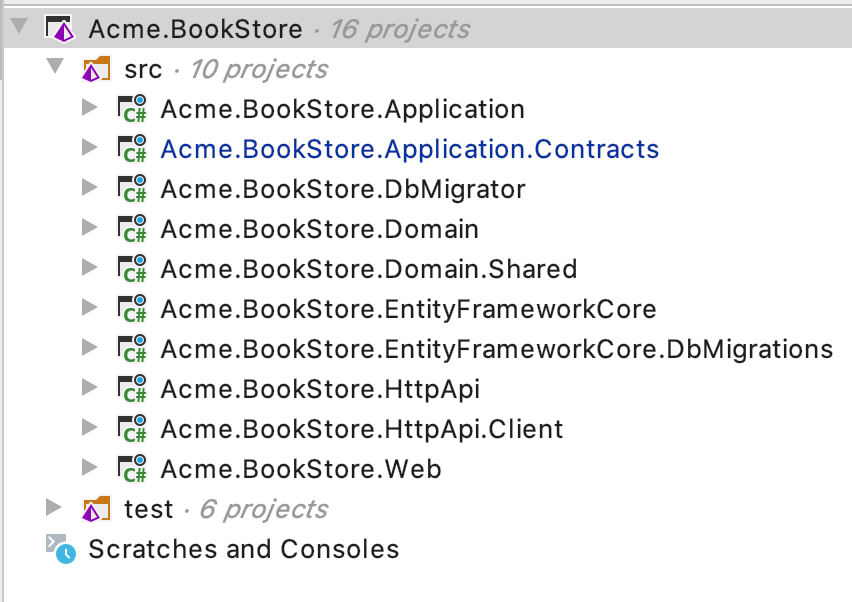 Acme.BookStore · 16 projects
src · 10 projects
C# Acme.BookStore.Application
C# Acme.BookStore.Application.Contracts
C# Acme.BookStore.DbMigrator
C# Acme.BookStore.Domain
C# Acme.BookStore.Domain.Shared
C# Acme.BookStore.EntityFrameworkCore
C# Acme.BookStore.EntityFrameworkCore.DbMigrations
C# Acme.BookStore.HttpApi
C# Acme.BookStore.HttpApi.Client
C# Acme.BookStore.Web
test · 6 projects
Scratches and Consoles